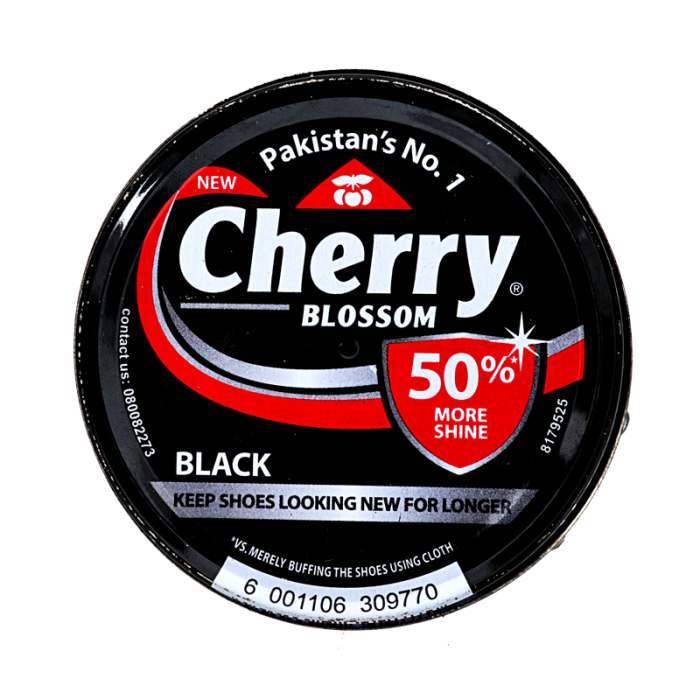 Pakistan's No. 1
NEW
Cherry®
BLOSSOM
50%*
MORE
SHINE
contact us: 080082273
8179525
BLACK
KEEP SHOES LOOKING NEW FOR LONGER
*VS. MERELY BUFFING THE SHOES USING CLOTH
6 001106 309770